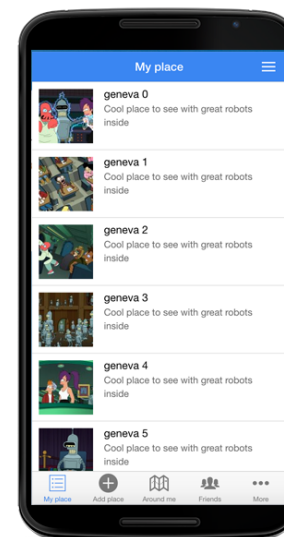 My place
geneva 0
Cool place to see with great robots
inside
geneva 1
Cool place to see with great robots
inside
geneva 2
Cool place to see with great robots
inside
geneva 3
Cool place to see with great robots
inside
geneva 4
Cool place to see with great robots
inside
geneva 5
Cool place to see with great robots
inside
My place Add place Around me Friends More